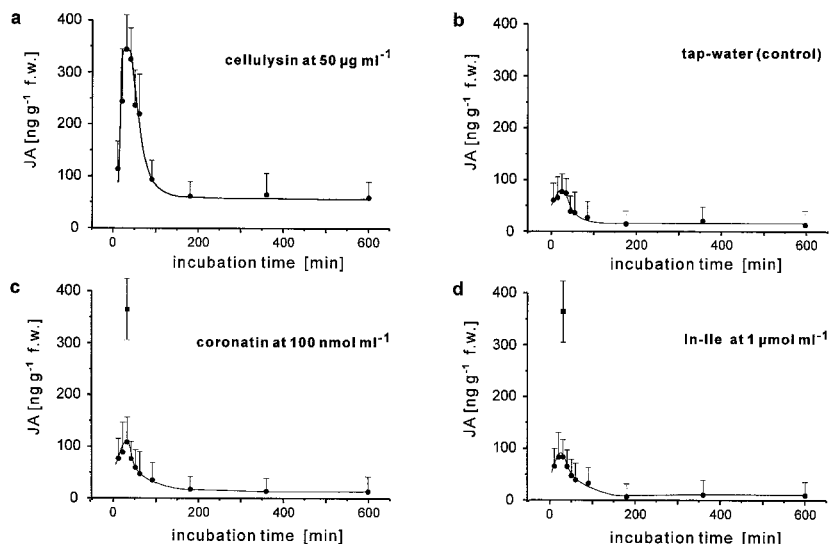 a
400
300
200
100
0
JA [ng g⁻¹ f.w.]
cellulysin at 50 µg ml⁻¹
0 200 400 600
incubation time [min]
b
400
300
200
100
0
JA [ng g⁻¹ f.w.]
tap-water (control)
0 200 400 600
incubation time [min]
c
400
300
200
100
0
JA [ng g⁻¹ f.w.]
coronatin at 100 nmol ml⁻¹
0 200 400 600
incubation time [min]
d
400
300
200
100
0
JA [ng g⁻¹ f.w.]
In-Ile at 1 µmol ml⁻¹
0 200 400 600
incubation time [min]